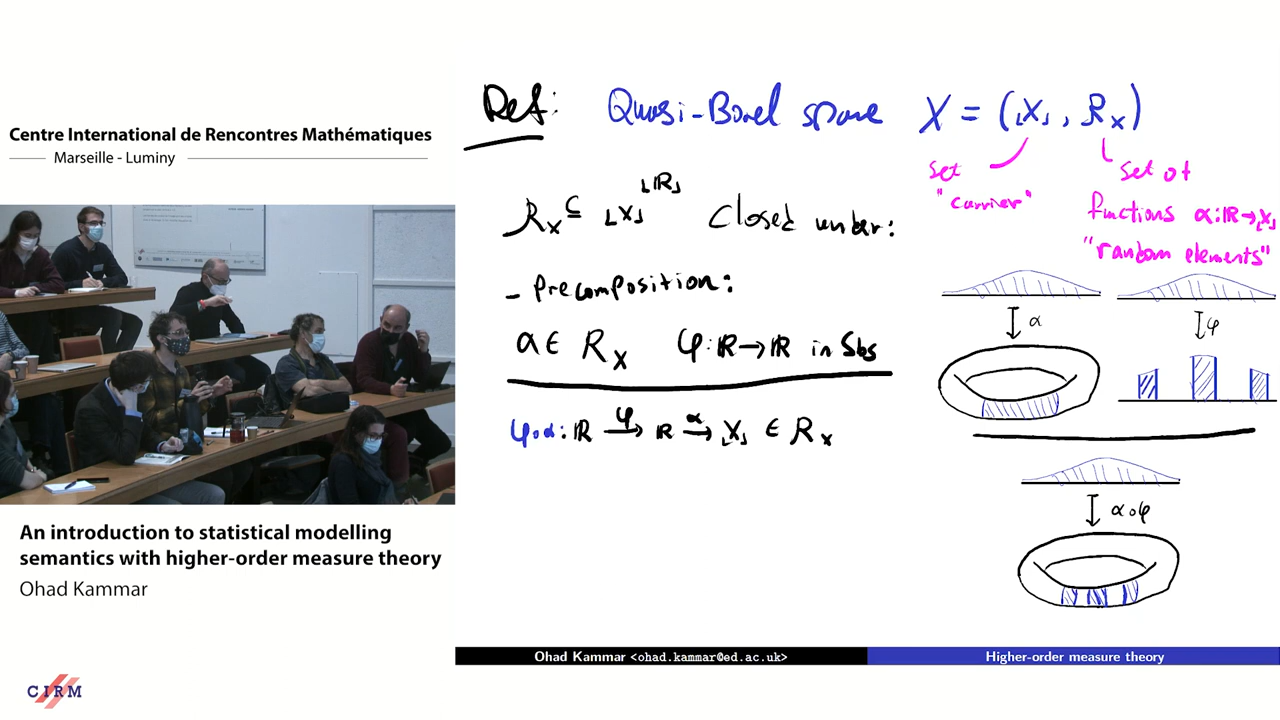 Centre International de Rencontres Mathématiques
Marseille - Luminy
An introduction to statistical modelling
semantics with higher-order measure theory
Ohad Kammar
CIRM
Def: Quasi-Borel space X = (⌞X⌟, R_X)
set
"carrier"
set of
functions α: ℝ→⌞X⌟
"random elements"
R_X ⊆ ⌞X⌟^⌞ℝ⌟ Closed under:
- Precomposition:
α ∈ R_X φ: ℝ→ℝ in Sbs
φ∘α: ℝ →^φ ℝ →^α ⌞X⌟ ∈ R_X
α
φ
α∘φ
Ohad Kammar <ohad.kammar@ed.ac.uk>
Higher-order measure theory